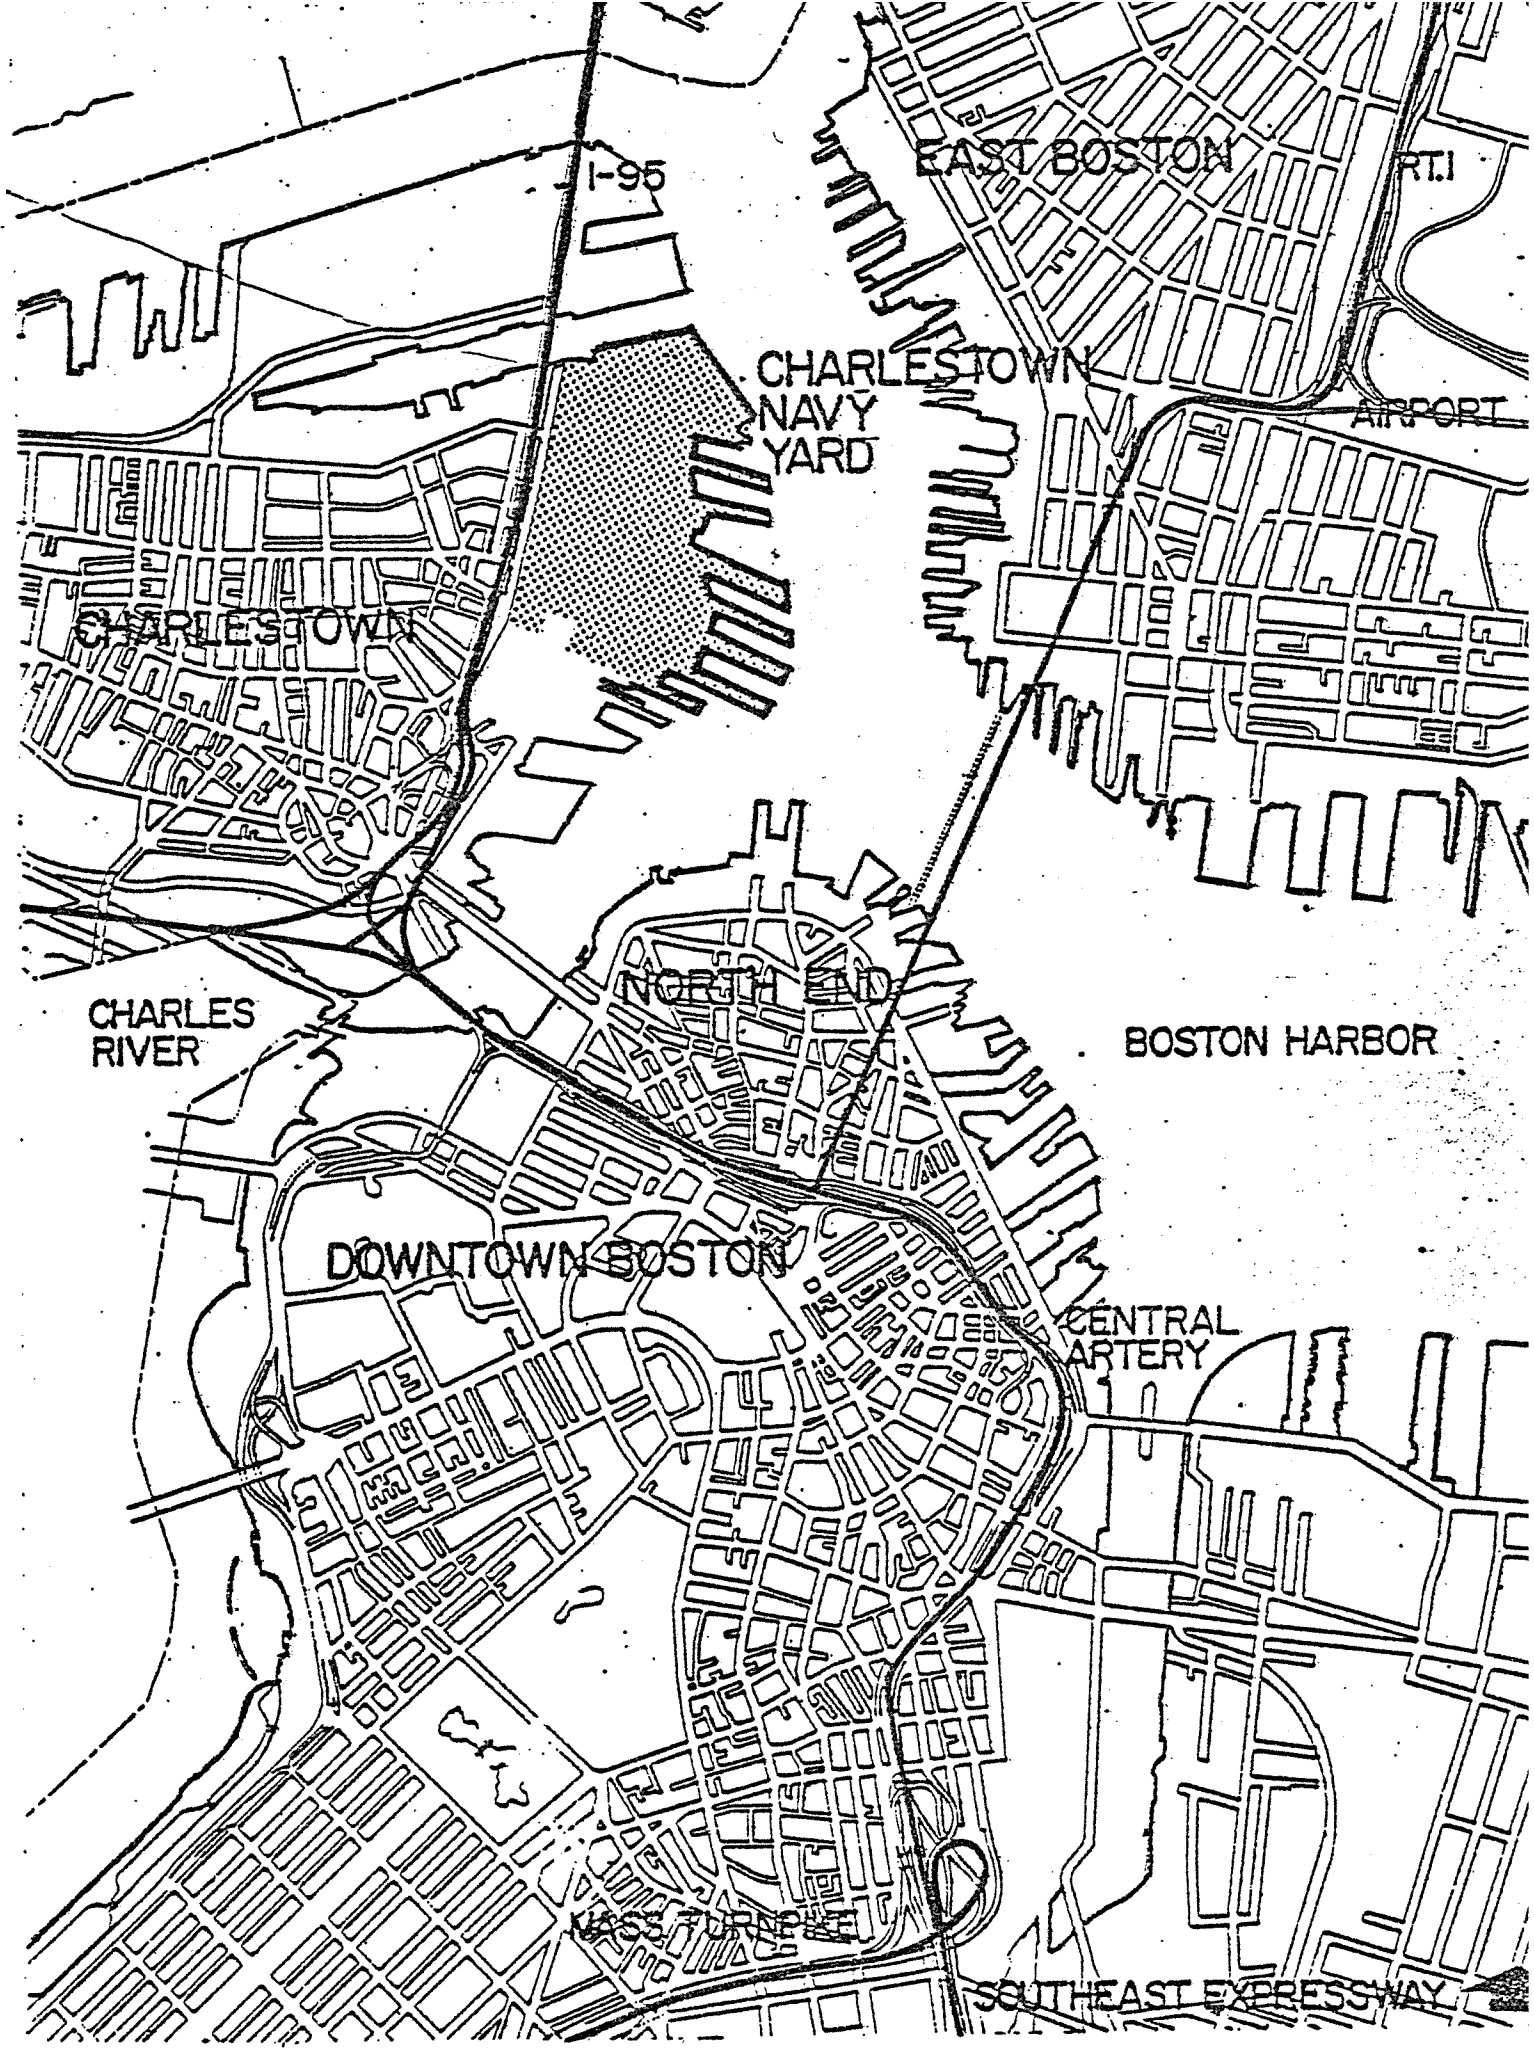 EAST BOSTON
RT.1
I-95
CHARLESTOWN
NAVY
YARD
AIRPORT
CHARLESTOWN
NORTH END
CHARLES
RIVER
BOSTON HARBOR
DOWNTOWN BOSTON
CENTRAL
ARTERY
MASS TURNPIKE
SOUTHEAST EXPRESSWAY